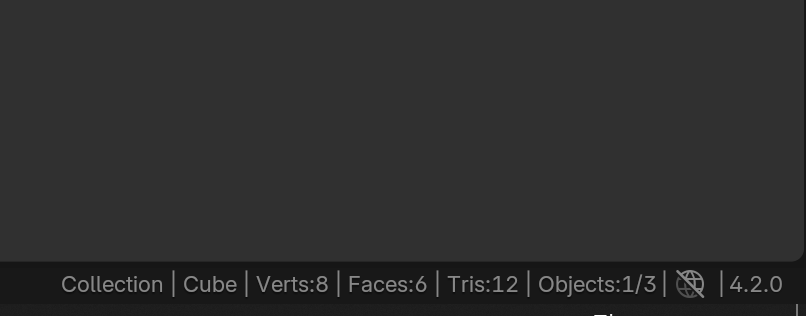 Collection | Cube | Verts:8 | Faces:6 | Tris:12 | Objects:1/3 | | 4.2.0